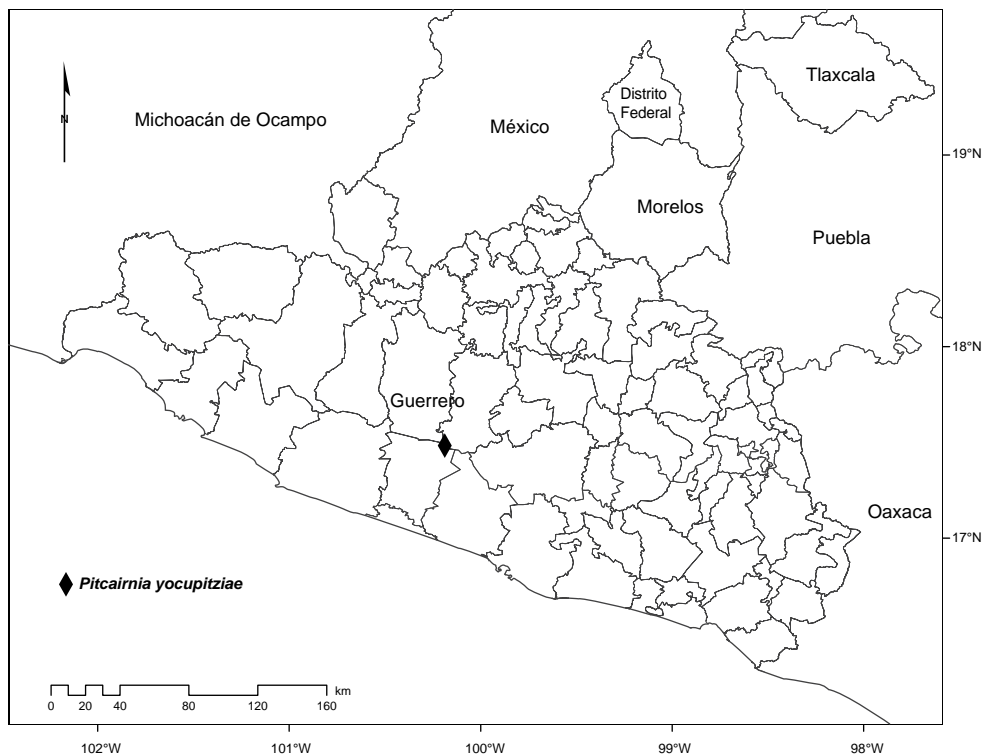 Tlaxcala
Distrito
Federal
N
Michoacán de Ocampo
México
19°N
Morelos
Puebla
18°N
Guerrero
Oaxaca
17°N
Pitcairnia yocupitziae
km
0 20 40 80 120 160
102°W 101°W 100°W 99°W 98°W